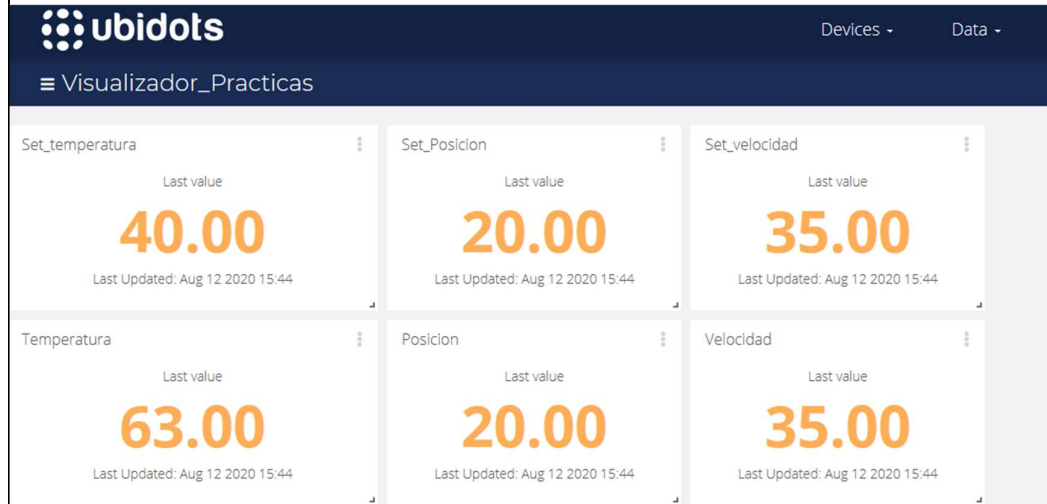 ubidots
Devices
Data
Visualizador_Practicas
Set_temperatura
Last value
40.00
Last Updated: Aug 12 2020 15:44
Set_Posicion
Last value
20.00
Last Updated: Aug 12 2020 15:44
Set_velocidad
Last value
35.00
Last Updated: Aug 12 2020 15:44
Temperatura
Last value
63.00
Last Updated: Aug 12 2020 15:44
Posicion
Last value
20.00
Last Updated: Aug 12 2020 15:44
Velocidad
Last value
35.00
Last Updated: Aug 12 2020 15:44